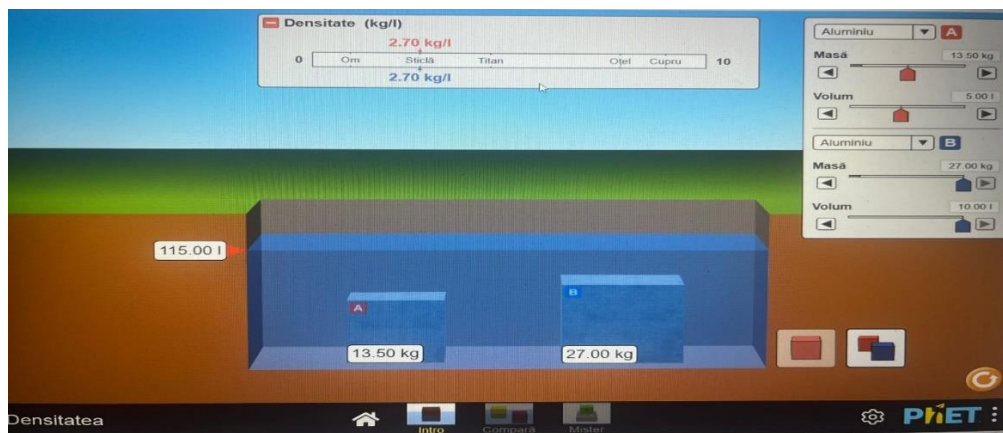 Densitate (kg/l)
2.70 kg/l
0 Om Sticlă Titan Oțel Cupru 10
2.70 kg/l
Aluminiu A
Masă 13.50 kg
Volum 5.00 l
Aluminiu B
Masă 27.00 kg
Volum 10.00 l
115.00 l
A
B
13.50 kg
27.00 kg
Densitatea
Intro
Compară
Mister
PhET